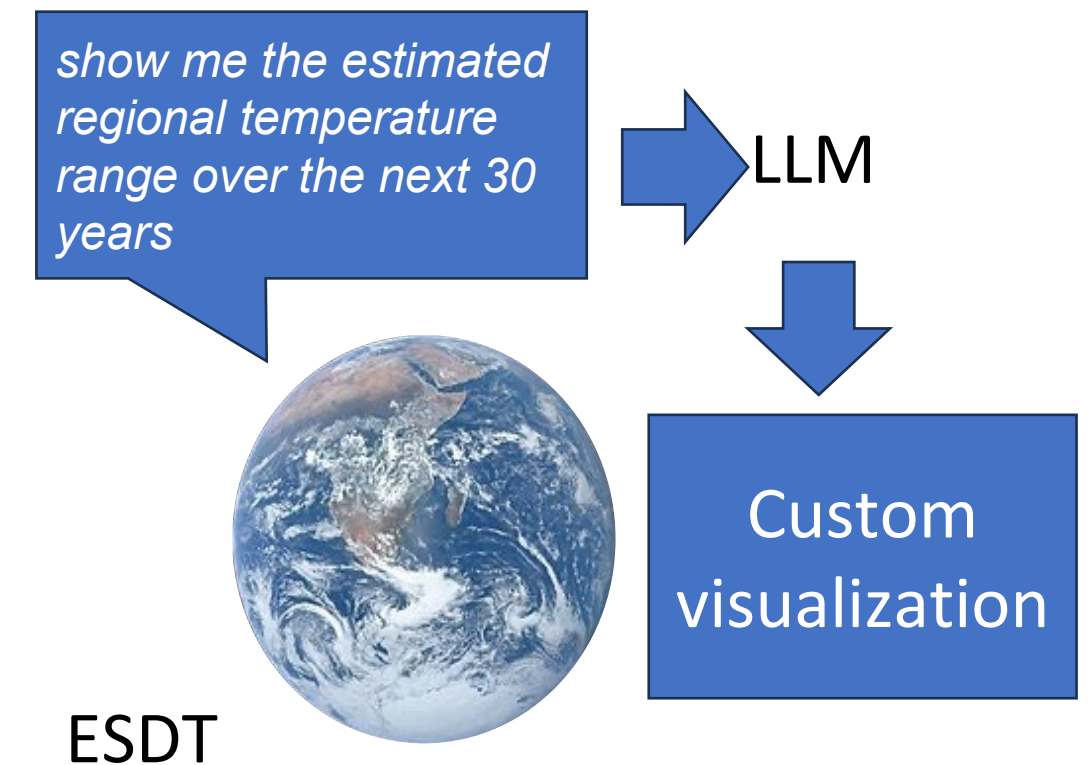 show me the estimated
regional temperature
range over the next 30
years
LLM
Custom
visualization
ESDT